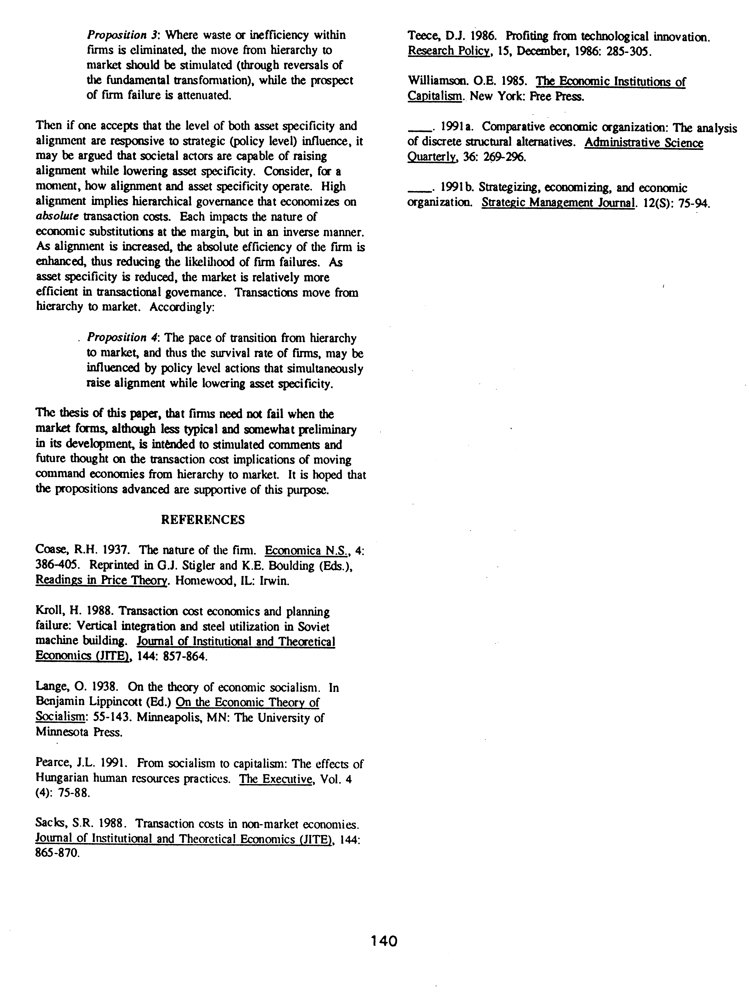 Proposition 3: Where waste or inefficiency within
firms is eliminated, the move from hierarchy to
market should be stimulated (through reversals of
the fundamental transformation), while the prospect
of firm failure is attenuated.
Then if one accepts that the level of both asset specificity and
alignment are responsive to strategic (policy level) influence, it
may be argued that societal actors are capable of raising
alignment while lowering asset specificity. Consider, for a
moment, how alignment and asset specificity operate. High
alignment implies hierarchical governance that economizes on
absolute transaction costs. Each impacts the nature of
economic substitutions at the margin, but in an inverse manner.
As alignment is increased, the absolute efficiency of the firm is
enhanced, thus reducing the likelihood of firm failures. As
asset specificity is reduced, the market is relatively more
efficient in transactional governance. Transactions move from
hierarchy to market. Accordingly:
Proposition 4: The pace of transition from hierarchy
to market, and thus the survival rate of firms, may be
influenced by policy level actions that simultaneously
raise alignment while lowering asset specificity.
The thesis of this paper, that firms need not fail when the
market forms, although less typical and somewhat preliminary
in its development, is intended to stimulated comments and
future thought on the transaction cost implications of moving
command economies from hierarchy to market. It is hoped that
the propositions advanced are supportive of this purpose.
REFERENCES
Coase, R.H. 1937. The nature of the firm. Economica N.S., 4:
386-405. Reprinted in G.J. Stigler and K.E. Boulding (Eds.),
Readings in Price Theory. Homewood, IL: Irwin.
Kroll, H. 1988. Transaction cost economics and planning
failure: Vertical integration and steel utilization in Soviet
machine building. Journal of Institutional and Theoretical
Economics (JITE), 144: 857-864.
Lange, O. 1938. On the theory of economic socialism. In
Benjamin Lippincott (Ed.) On the Economic Theory of
Socialism: 55-143. Minneapolis, MN: The University of
Minnesota Press.
Pearce, J.L. 1991. From socialism to capitalism: The effects of
Hungarian human resources practices. The Executive, Vol. 4
(4): 75-88.
Sacks, S.R. 1988. Transaction costs in non-market economies.
Journal of Institutional and Theoretical Economics (JITE), 144:
865-870.
Teece, D.J. 1986. Profiting from technological innovation.
Research Policy, 15, December, 1986: 285-305.
Williamson. O.E. 1985. The Economic Institutions of
Capitalism. New York: Free Press.
____. 1991a. Comparative economic organization: The analysis
of discrete structural alternatives. Administrative Science
Quarterly, 36: 269-296.
____. 1991b. Strategizing, economizing, and economic
organization. Strategic Management Journal. 12(S): 75-94.
140